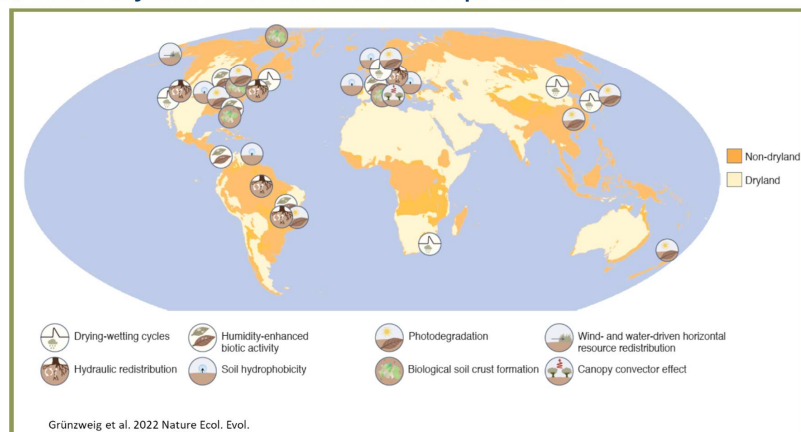 Non-dryland
Dryland
Drying-wetting cycles
Humidity-enhanced
biotic activity
Photodegradation
Wind- and water-driven horizontal
resource redistribution
Hydraulic redistribution
Soil hydrophobicity
Biological soil crust formation
Canopy convector effect
Grünzweig et al. 2022 Nature Ecol. Evol.